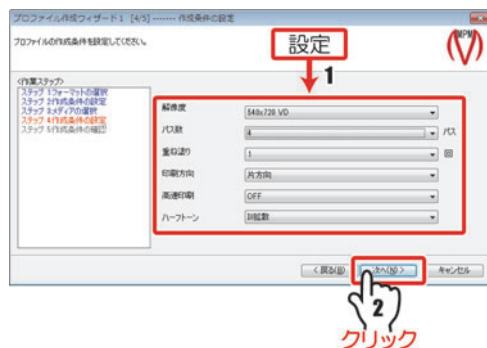 プロファイル作成ウィザード1 [4/5] ------- 作成条件の設定
プロファイルの作成条件を設定してください。
設定
MPM
1
<作業ステップ>
ステップ 1:フォーマットの選択
ステップ 2:作成条件の設定
ステップ 3:メディアの選択
ステップ 4:作成条件の設定
ステップ 5:作成条件の確認
解像度
540x720 VD
パス数
4
パス
重ね塗り
1
回
印刷方向
片方向
高速印刷
OFF
ハーフトーン
誤拡散
< 戻る(B)
次へ(N) >
キャンセル
2
クリック